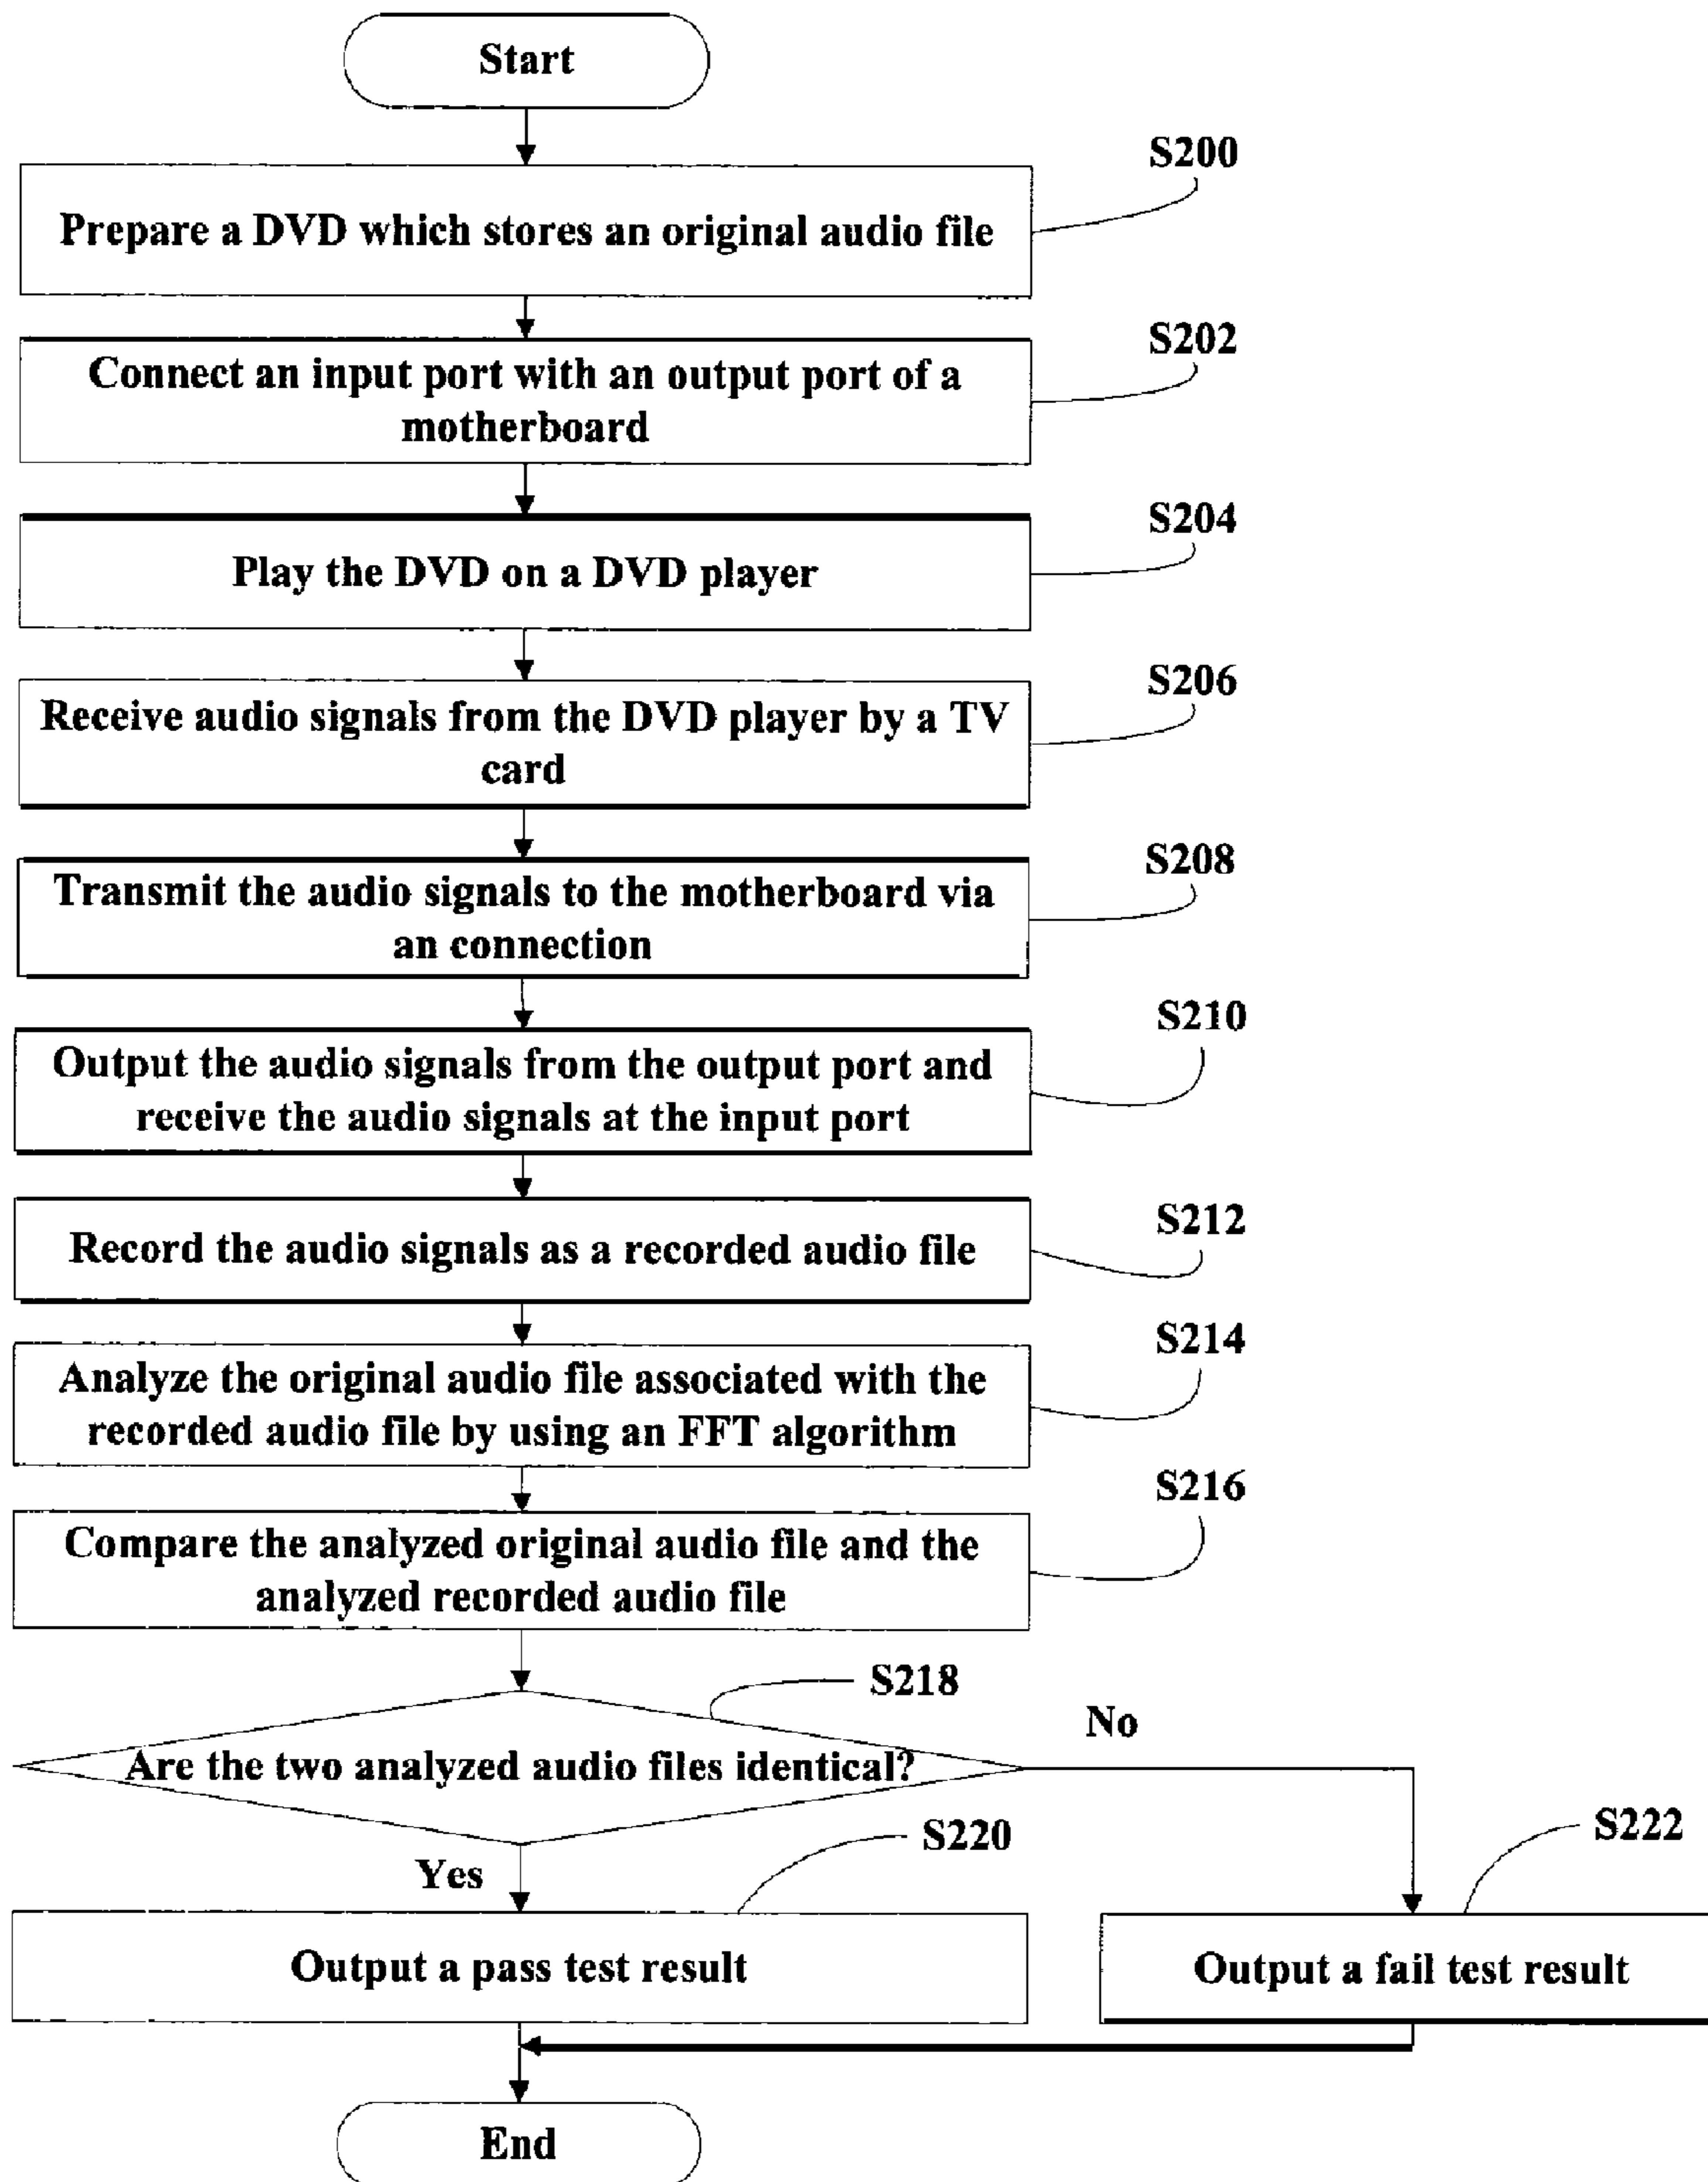 Start
S200
Prepare a DVD which stores an original audio file
S202
Connect an input port with an output port of a
motherboard
S204
Play the DVD on a DVD player
S206
Receive audio signals from the DVD player by a TV
card
S208
Transmit the audio signals to the motherboard via
an connection
S210
Output the audio signals from the output port and
receive the audio signals at the input port
S212
Record the audio signals as a recorded audio file
S214
Analyze the original audio file associated with the
recorded audio file by using an FFT algorithm
S216
Compare the analyzed original audio file and the
analyzed recorded audio file
S218
No
Are the two analyzed audio files identical?
S220
S222
Yes
Output a pass test result
Output a fail test result
End